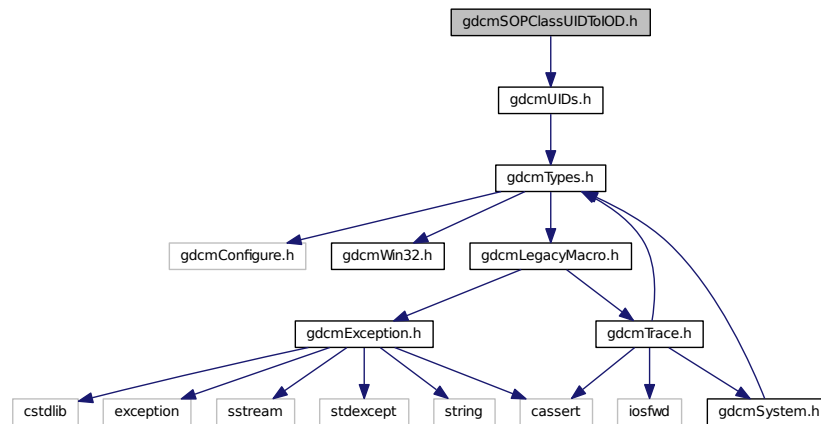 gdcmSOPClassUIDToIOD.h
gdcmUIDs.h
gdcmTypes.h
gdcmConfigure.h
gdcmWin32.h
gdcmLegacyMacro.h
gdcmException.h
gdcmTrace.h
cstdlib
exception
sstream
stdexcept
string
cassert
iosfwd
gdcmSystem.h